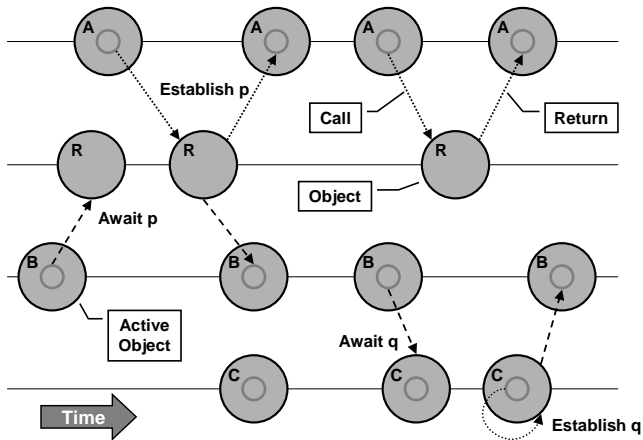 A A A A
Establish p
Call
Return
R R R
Object
Await p
B B B B
Active
Object
Await q
C C C
Time
Establish q